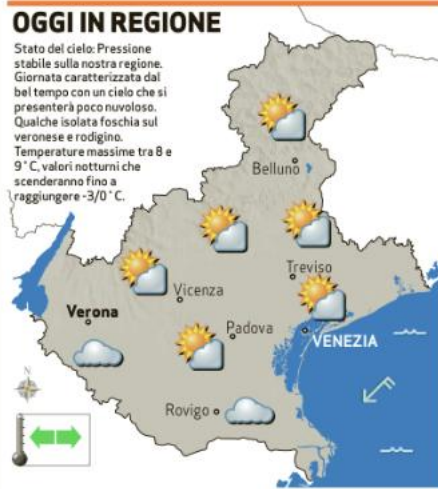 OGGI IN REGIONE
Stato del cielo: Pressione
stabile sulla nostra regione.
Giornata caratterizzata dal
bel tempo con un cielo che si
presenterà poco nuvoloso.
Qualche isolata foschia sul
veronese e rodigino.
Temperature massime tra 8 e
9°C, valori notturni che
scenderanno fino a
raggiungere -3/0°C.
Belluno
Treviso
Vicenza
Verona
Padova
VENEZIA
Rovigo